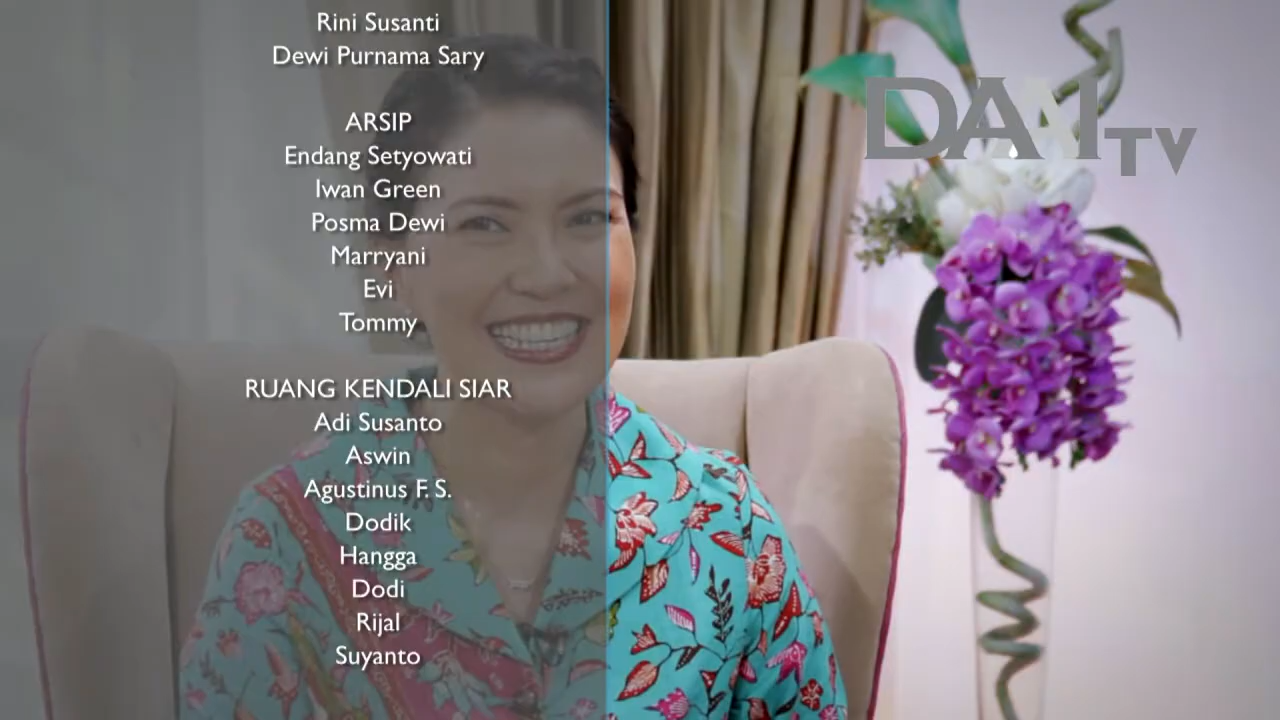 Rini Susanti
Dewi Purnama Sary
ARSIP
Endang Setyowati
Iwan Green
Posma Dewi
Marryani
Evi
Tommy
RUANG KENDALI SIAR
Adi Susanto
Aswin
Agustinus F. S.
Dodik
Hangga
Dodi
Rijal
Suyanto
DAAI TV